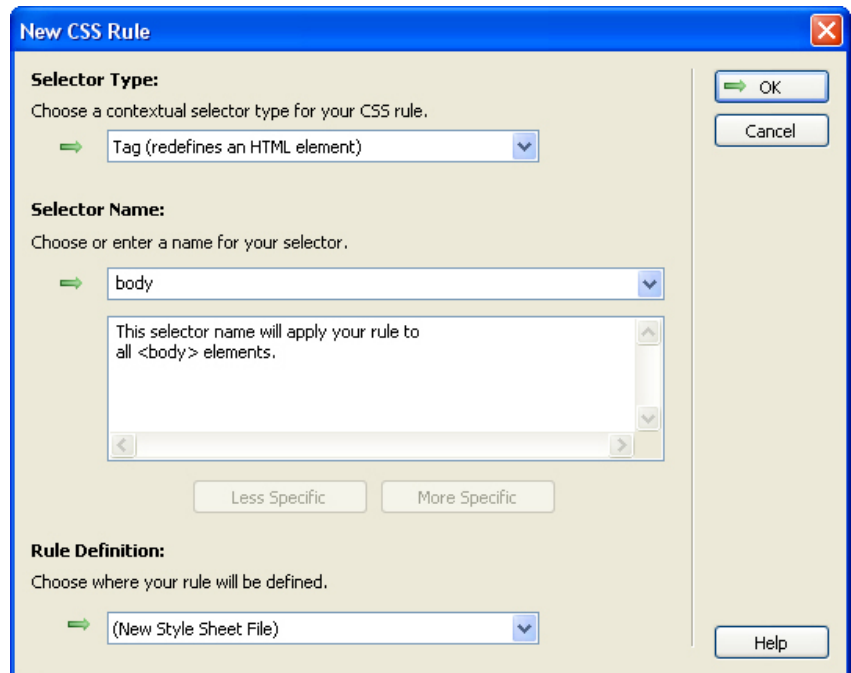 New CSS Rule
Selector Type:
Choose a contextual selector type for your CSS rule.
Tag (redefines an HTML element)
OK
Cancel
Selector Name:
Choose or enter a name for your selector.
body
This selector name will apply your rule to
all <body> elements.
Less Specific
More Specific
Rule Definition:
Choose where your rule will be defined.
(New Style Sheet File)
Help